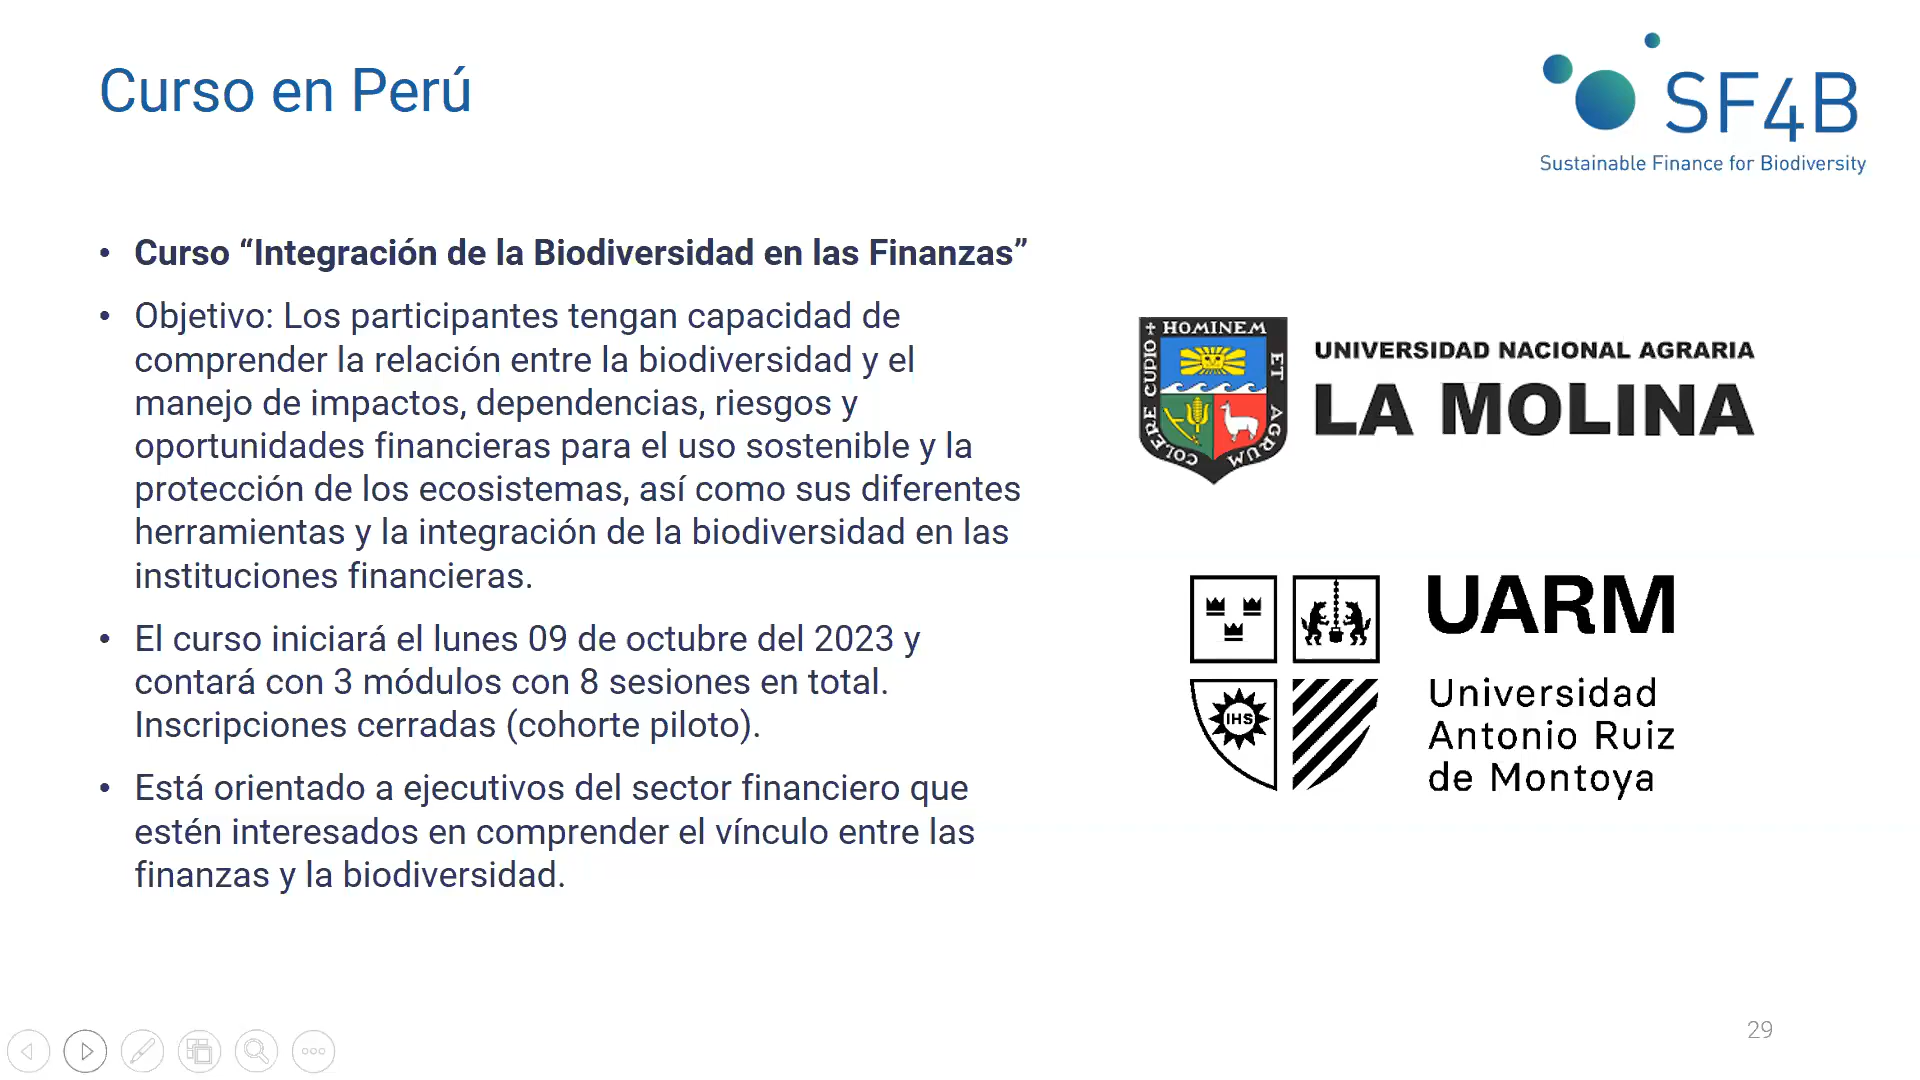 Curso en Perú
SF4B
Sustainable Finance for Biodiversity
• Curso “Integración de la Biodiversidad en las Finanzas”
• Objetivo: Los participantes tengan capacidad de
comprender la relación entre la biodiversidad y el
manejo de impactos, dependencias, riesgos y
oportunidades financieras para el uso sostenible y la
protección de los ecosistemas, así como sus diferentes
herramientas y la integración de la biodiversidad en las
instituciones financieras.
• El curso iniciará el lunes 09 de octubre del 2023 y
contará con 3 módulos con 8 sesiones en total.
Inscripciones cerradas (cohorte piloto).
• Está orientado a ejecutivos del sector financiero que
estén interesados en comprender el vínculo entre las
finanzas y la biodiversidad.
COLERE CUPIO HOMINEM ET AGRUM
UNIVERSIDAD NACIONAL AGRARIA
LA MOLINA
IHS
UARM
Universidad
Antonio Ruiz
de Montoya
29